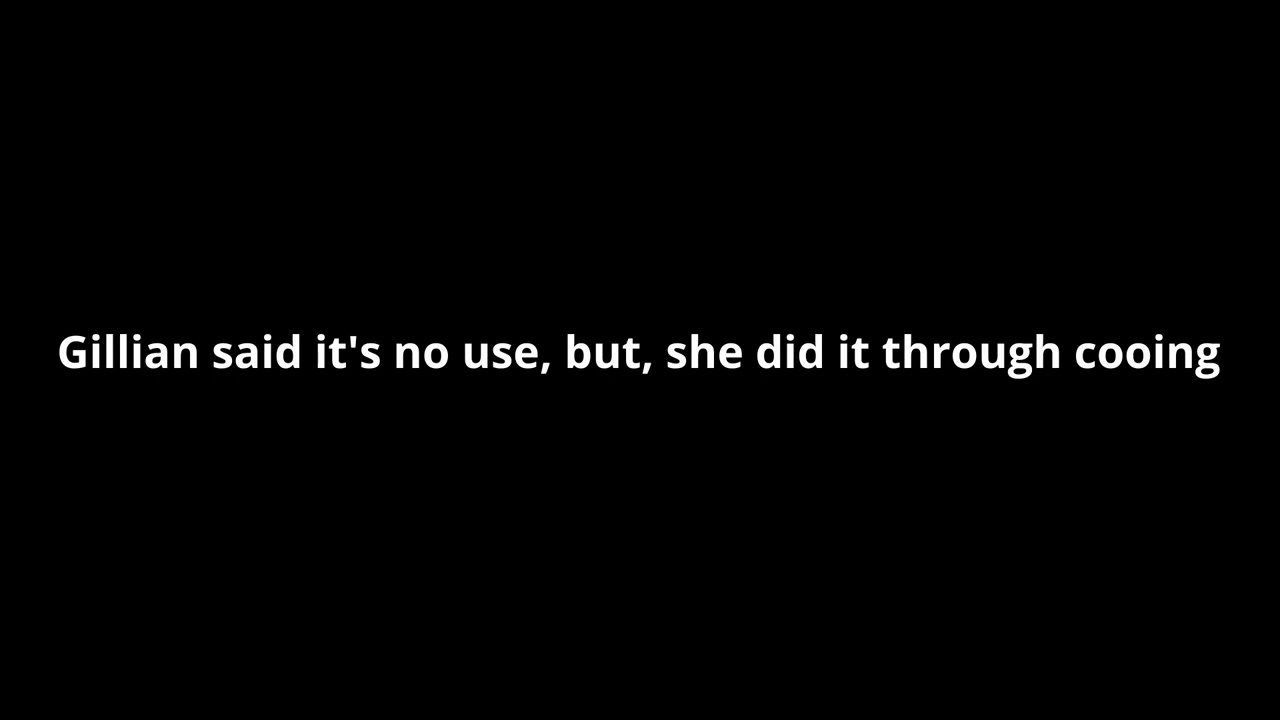 Gillian said it's no use, but, she did it through cooing